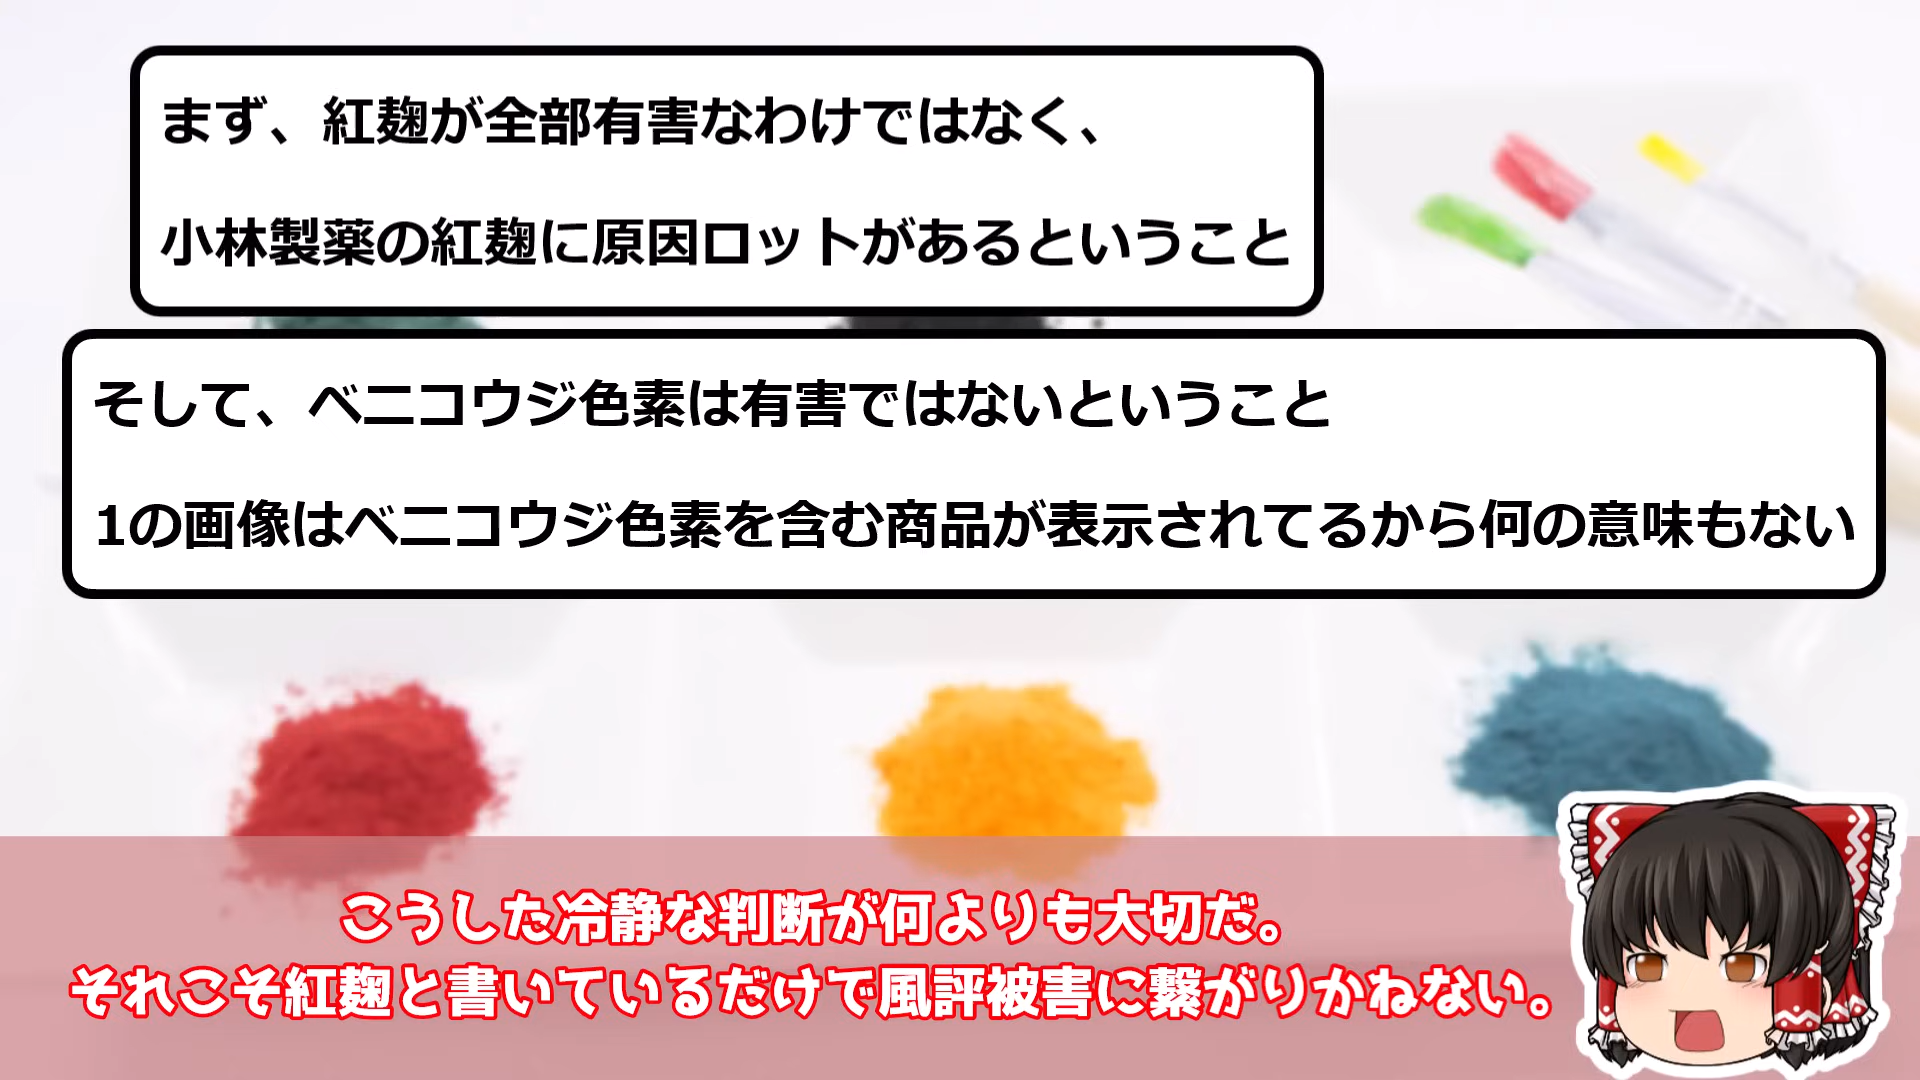 まず、紅麹が全部有害なわけではなく、
小林製薬の紅麹に原因ロットがあるということ
そして、ベニコウジ色素は有害ではないということ
1の画像はベニコウジ色素を含む商品が表示されてるから何の意味もない
こうした冷静な判断が何よりも大切だ。
それこそ紅麹と書いているだけで風評被害に繋がりかねない。